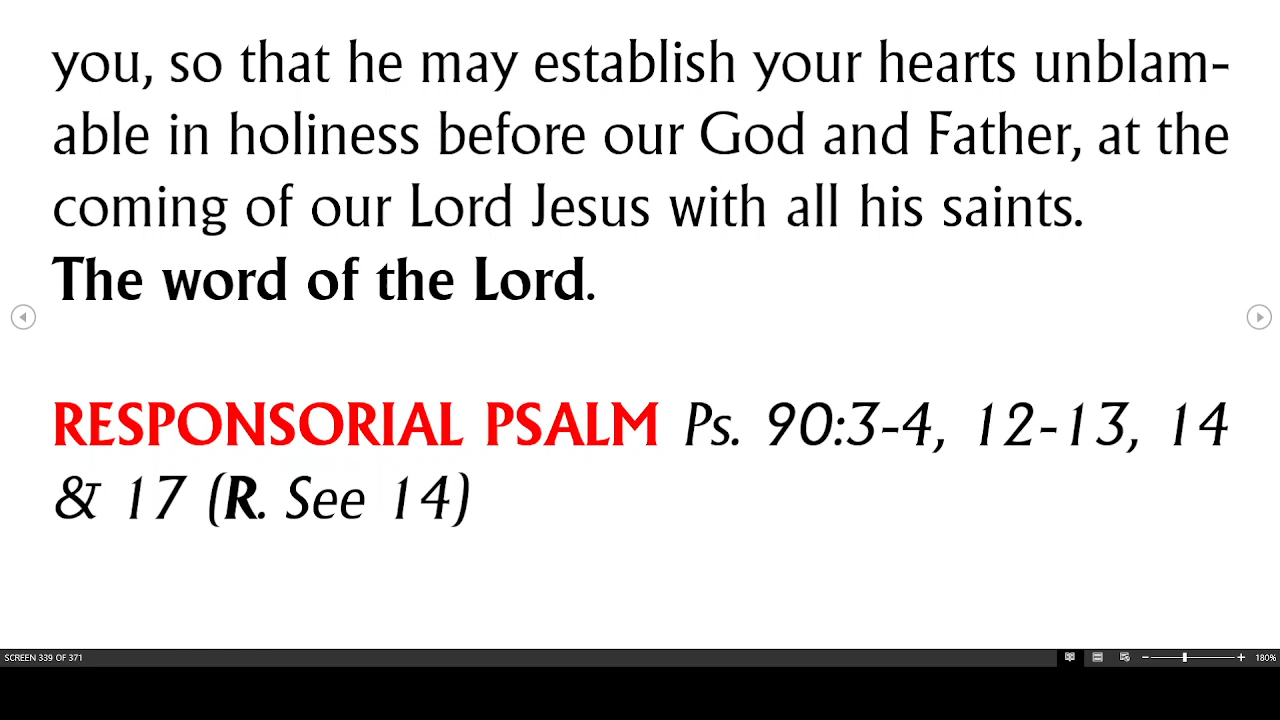 you, so that he may establish your hearts unblam-
able in holiness before our God and Father, at the
coming of our Lord Jesus with all his saints.
The word of the Lord.
RESPONSORIAL PSALM Ps. 90:3-4, 12-13, 14
& 17 (R. See 14)
SCREEN 339 OF 371
180%